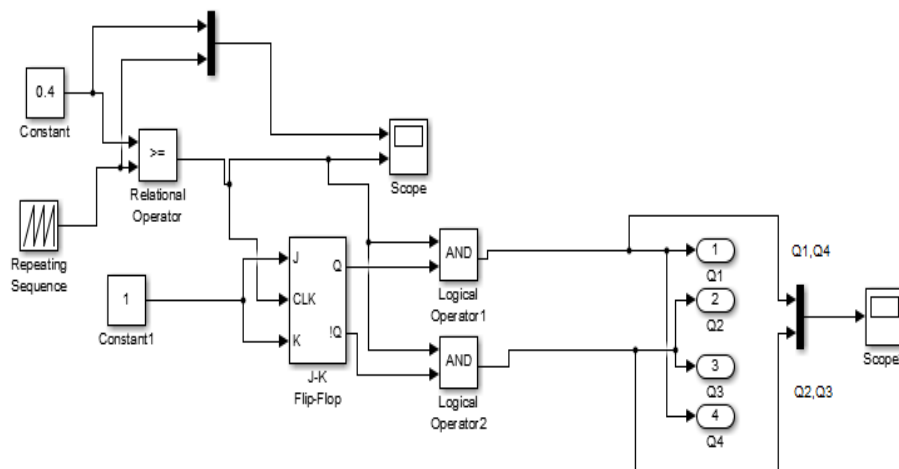 0.4
Constant
>=
Relational
Operator
Scope
Repeating
Sequence
1
Constant1
J
Q
CLK
!Q
K
J-K
Flip-Flop
AND
Logical
Operator1
AND
Logical
Operator2
1
Q1
2
Q2
3
Q3
4
Q4
Q1,Q4
Q2,Q3
Scope